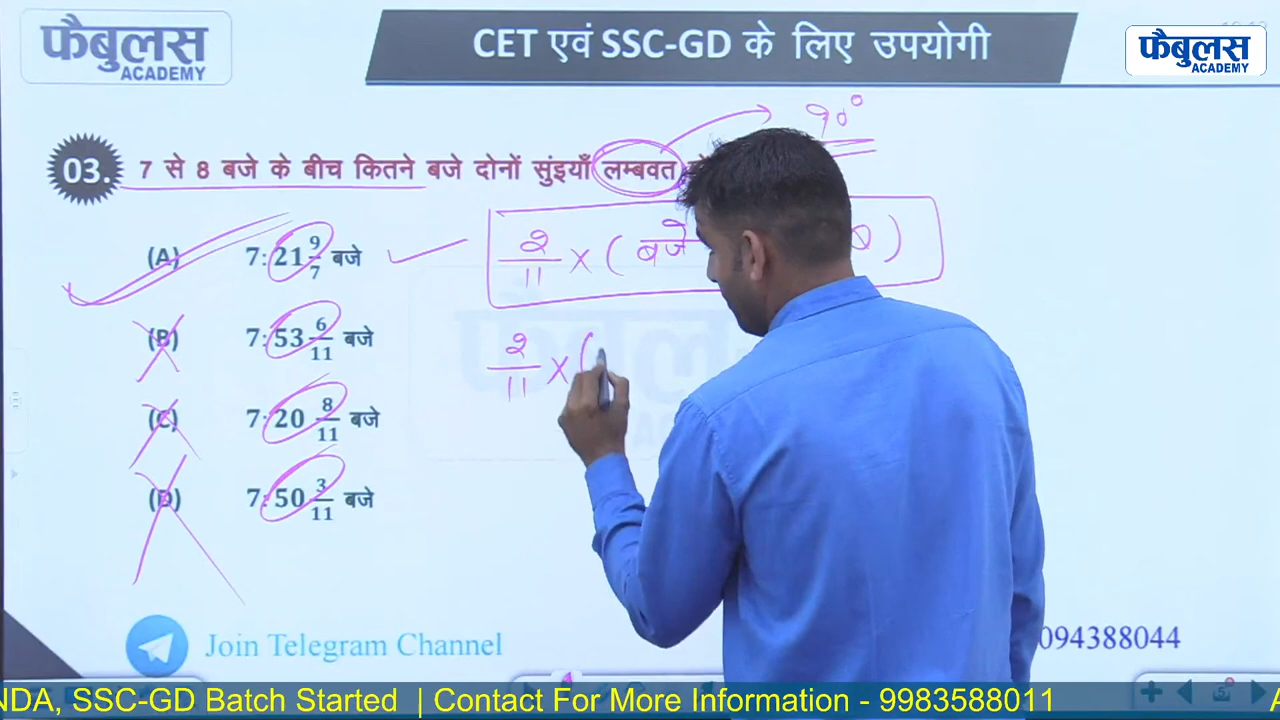 फैबुलस
ACADEMY
CET एवं SSC-GD के लिए उपयोगी
फैबुलस
ACADEMY
90°
03. 7 से 8 बजे के बीच कितने बजे दोनों सुंइयाँ लम्बवत
(A) 7:21 9/7 बजे
2/11 × ( बजे )
(B) 7:53 6/11 बजे
2/11 × (
(C) 7:20 8/11 बजे
(D) 7:50 3/11 बजे
Join Telegram Channel
094388044
NDA, SSC-GD Batch Started | Contact For More Information - 9983588011